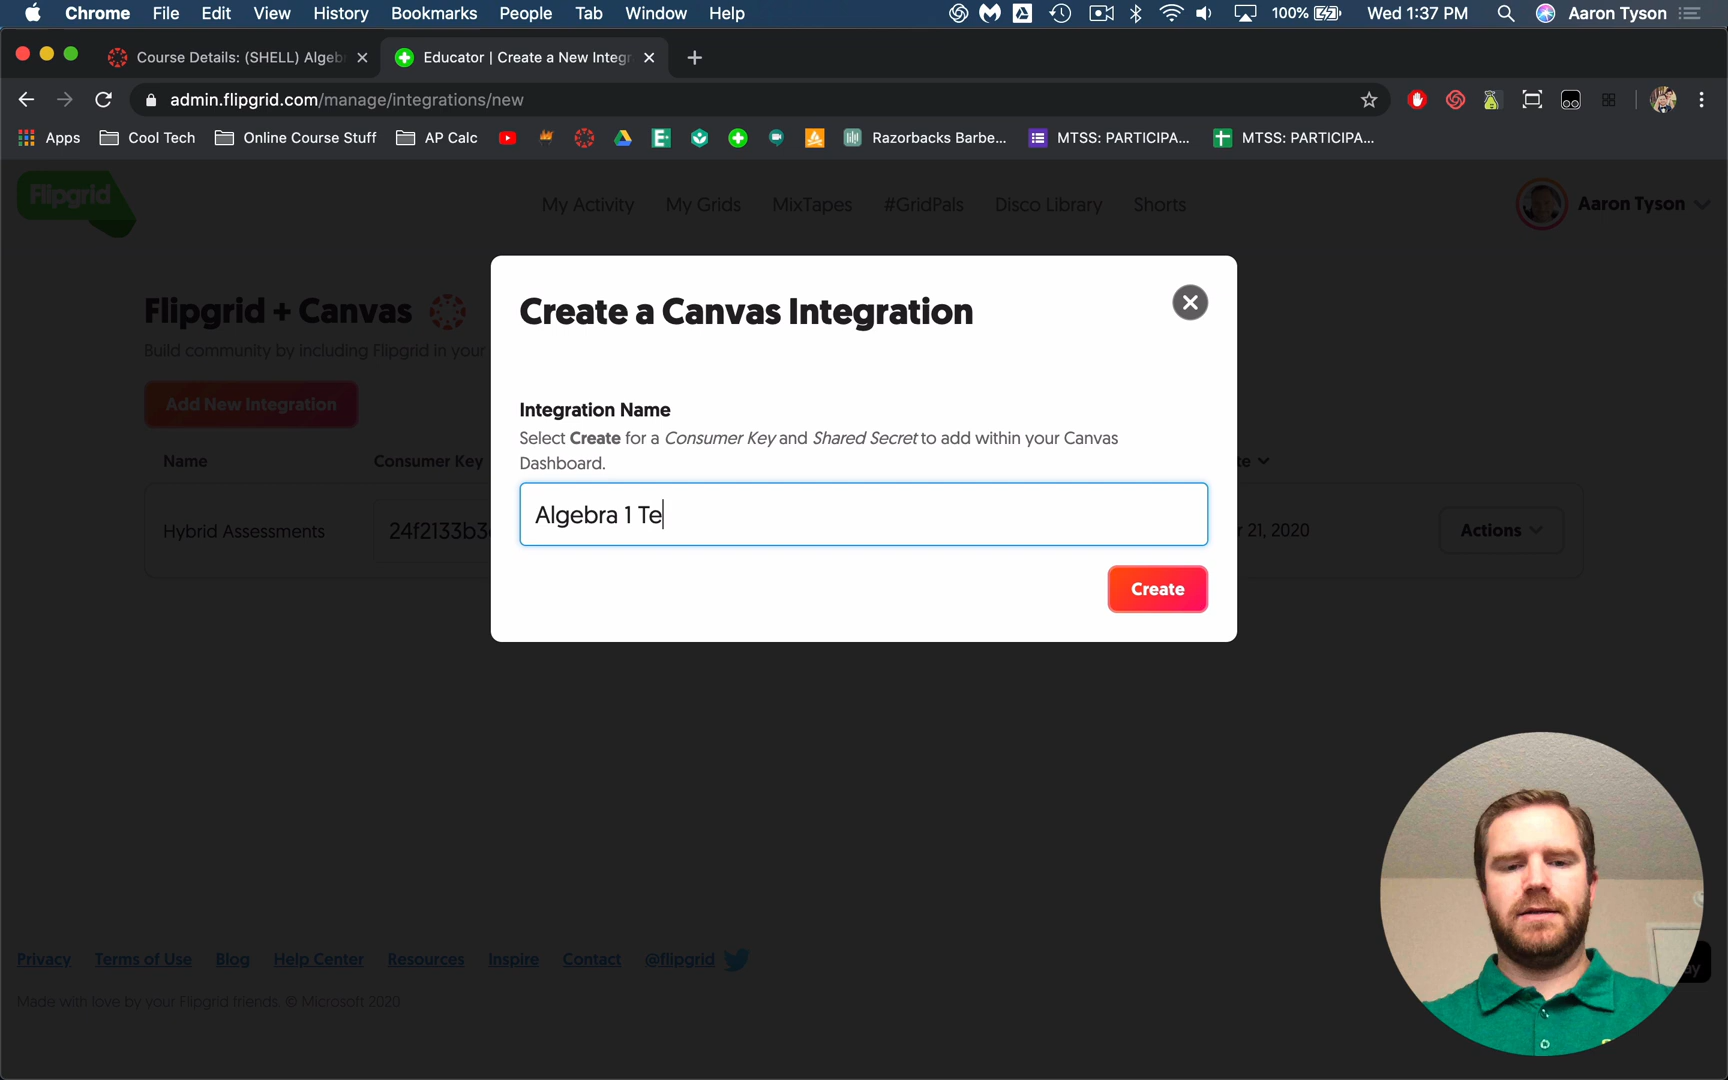 Chrome File Edit View History Bookmarks People Tab Window Help 100% Wed 1:37 PM Aaron Tyson
Course Details: (SHELL) Algeb
Educator | Create a New Integr
admin.flipgrid.com/manage/integrations/new
Apps Cool Tech Online Course Stuff AP Calc Razorbacks Barbe... MTSS: PARTICIPA... MTSS: PARTICIPA...
Flipgrid
My Activity My Grids MixTapes #GridPals Disco Library Shorts Aaron Tyson
Flipgrid + Canvas
Build community by including Flipgrid in your
Add New Integration
Name Consumer Key te
Hybrid Assessments 24f2133b3 r 21, 2020 Actions
Create a Canvas Integration
Integration Name
Select Create for a Consumer Key and Shared Secret to add within your Canvas
Dashboard.
Algebra 1 Te
Create
Privacy Terms of Use Blog Help Center Resources Inspire Contact @flipgrid
Made with love by your Flipgrid friends, © Microsoft 2020